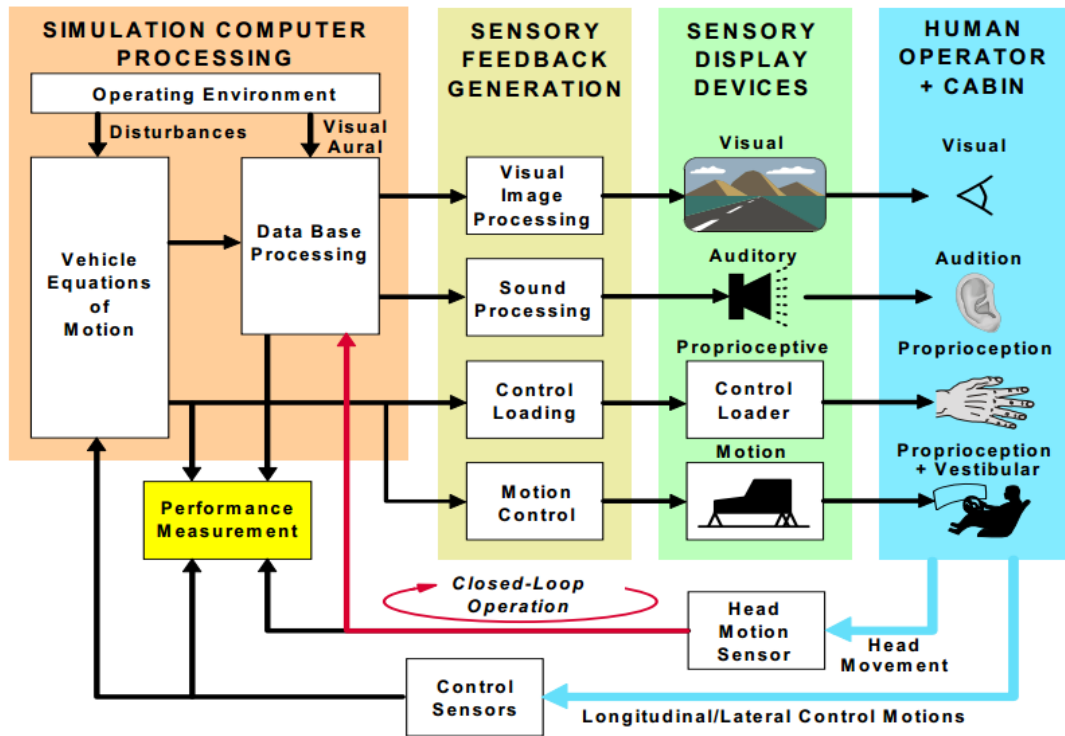 SIMULATION COMPUTER
PROCESSING
Operating Environment
Disturbances
Visual
Aural
Vehicle
Equations
of
Motion
Data Base
Processing
Performance
Measurement
SENSORY
FEEDBACK
GENERATION
Visual
Image
Processing
Sound
Processing
Control
Loading
Motion
Control
SENSORY
DISPLAY
DEVICES
Visual
Auditory
Proprioceptive
Control
Loader
Motion
HUMAN
OPERATOR
+ CABIN
Visual
Audition
Proprioception
Proprioception
+ Vestibular
Closed-Loop
Operation
Head
Motion
Sensor
Head
Movement
Control
Sensors
Longitudinal/Lateral Control Motions